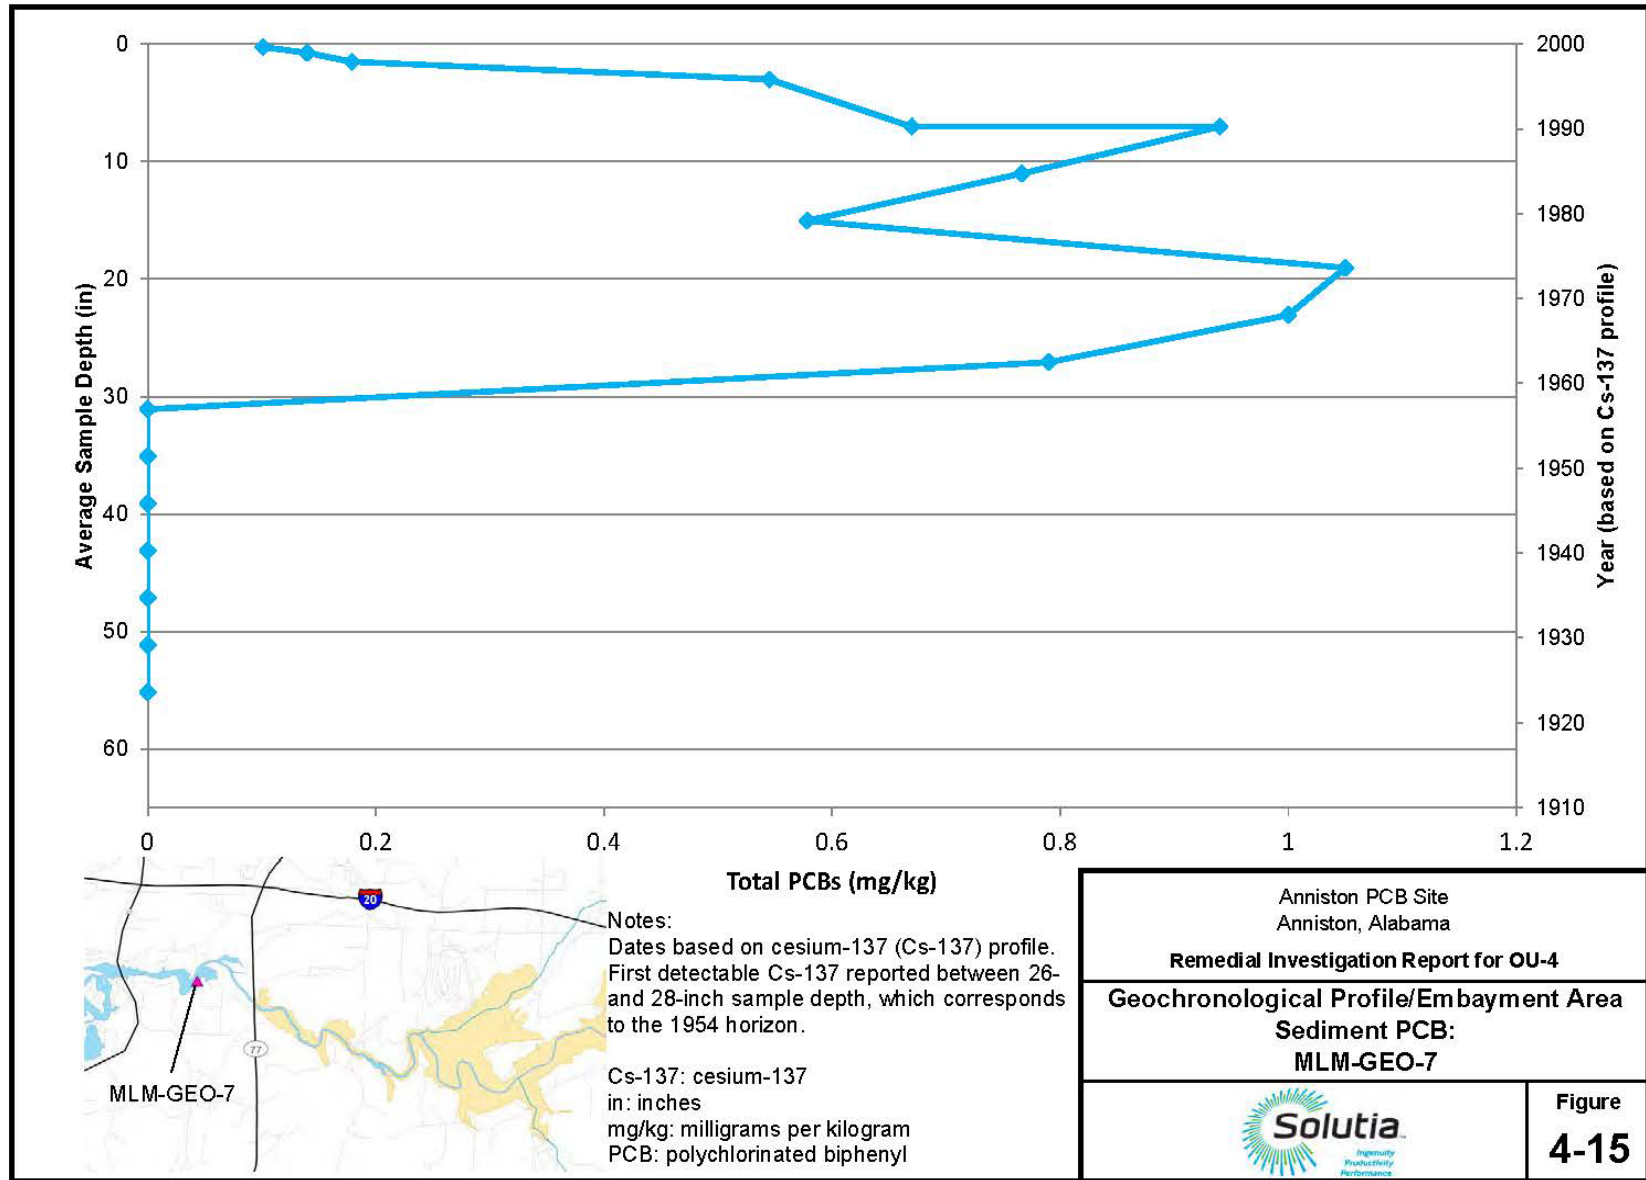 0
10
20
30
40
50
60
Average Sample Depth (in)
2000
1990
1980
1970
1960
1950
1940
1930
1920
1910
Year (based on Cs-137 profile)
0 0.2 0.4 0.6 0.8 1 1.2
Total PCBs (mg/kg)
20
77
MLM-GEO-7
Notes:
Dates based on cesium-137 (Cs-137) profile.
First detectable Cs-137 reported between 26-
and 28-inch sample depth, which corresponds
to the 1954 horizon.
Cs-137: cesium-137
in: inches
mg/kg: milligrams per kilogram
PCB: polychlorinated biphenyl
Anniston PCB Site
Anniston, Alabama
Remedial Investigation Report for OU-4
Geochronological Profile/Embayment Area
Sediment PCB:
MLM-GEO-7
Solutia
Ingenuity
Productivity
Performance
Figure
4-15